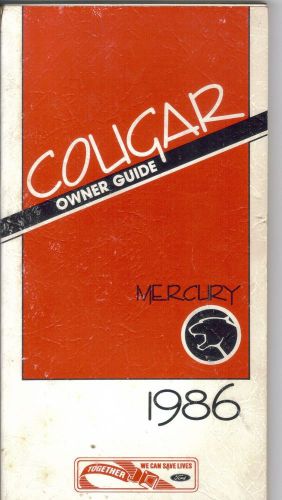 COUGAR
OWNER GUIDE
MERCURY
1986
TOGETHER
WE CAN SAVE LIVES
Ford